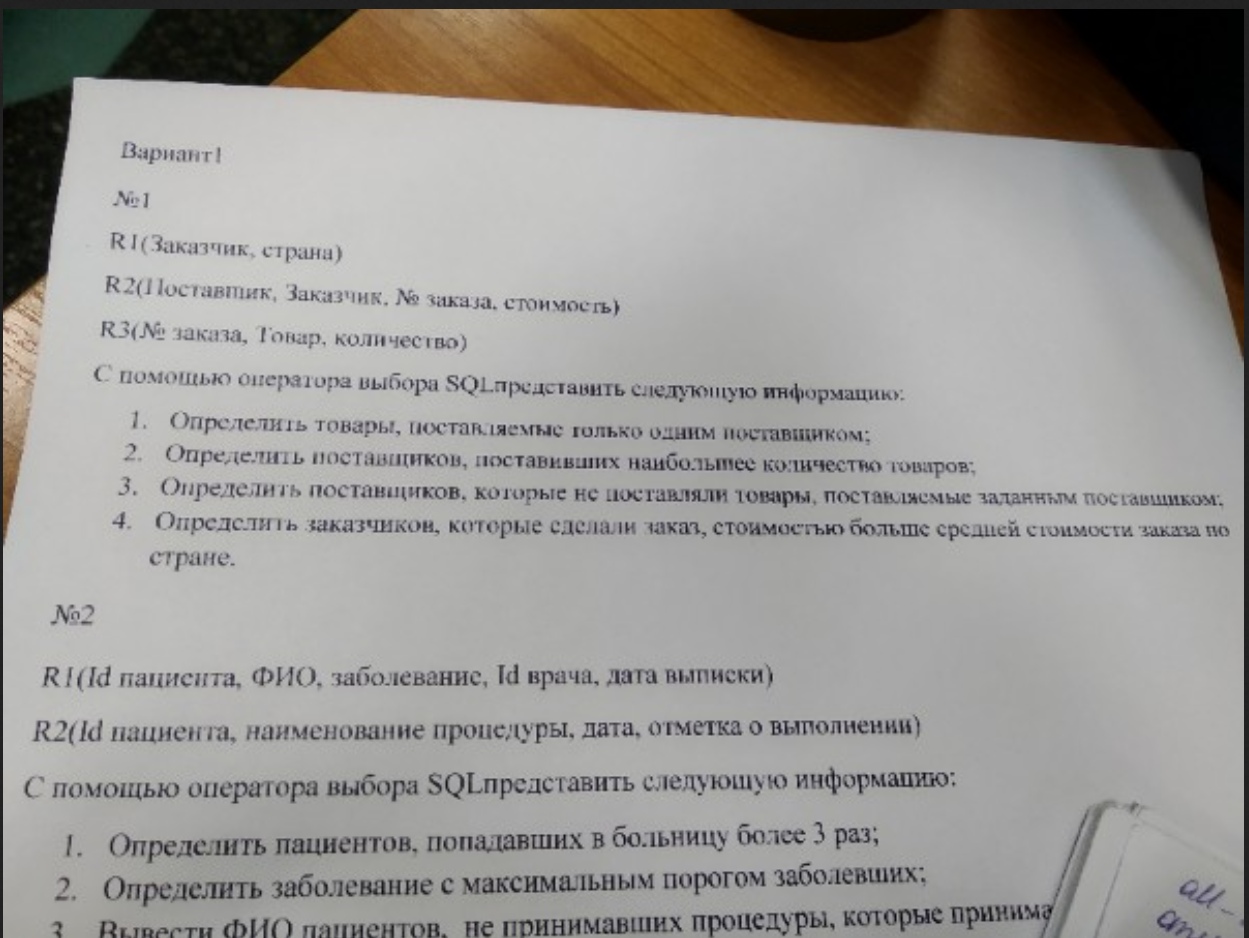 Вариант1
№1
R1(Заказчик, страна)
R2(Поставщик, Заказчик, № заказа, стоимость)
R3(№ заказа, Товар, количество)
С помощью оператора выбора SQLпредставить следующую информацию:
1. Определить товары, поставляемые только одним поставщиком;
2. Определить поставщиков, поставивших наибольшее количество товаров;
3. Определить поставщиков, которые не поставляли товары, поставляемые заданным поставщиком;
4. Определить заказчиков, которые сделали заказ, стоимостью больше средней стоимости заказа по
стране.
№2
R1(Id пациента, ФИО, заболевание, Id врача, дата выписки)
R2(Id пациента, наименование процедуры, дата, отметка о выполнении)
С помощью оператора выбора SQLпредставить следующую информацию:
1. Определить пациентов, попадавших в больницу более 3 раз;
2. Определить заболевание с максимальным порогом заболевших;
3. Вывести ФИО пациентов, не принимавших процедуры, которые принима
all-